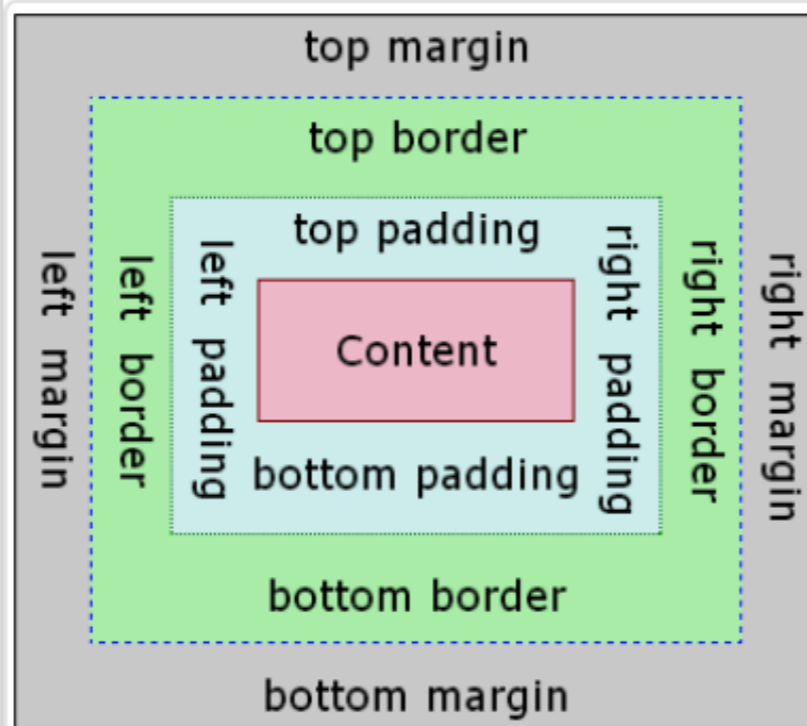 top margin
top border
top padding
left margin
left border
left padding
Content
right padding
right border
right margin
bottom padding
bottom border
bottom margin